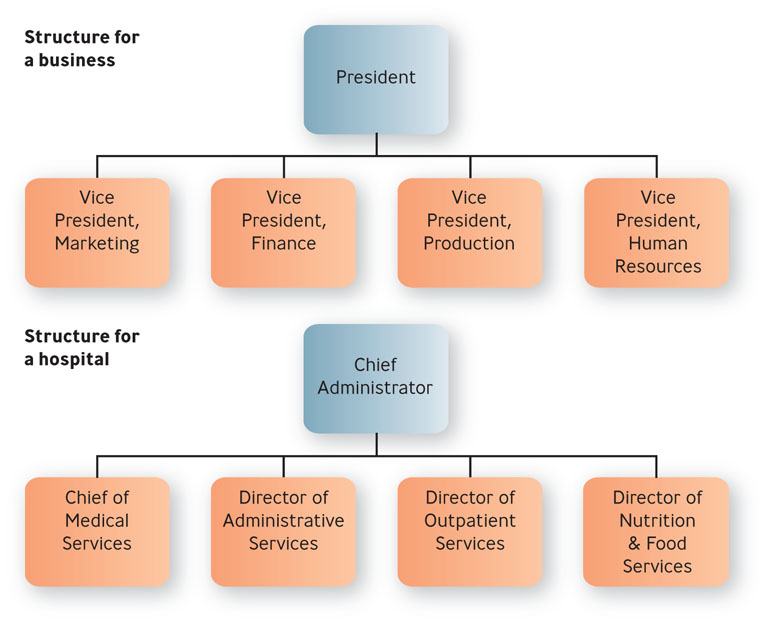 Structure for
a business
President
Vice
President,
Marketing
Vice
President,
Finance
Vice
President,
Production
Vice
President,
Human
Resources
Structure for
a hospital
Chief
Administrator
Chief of
Medical
Services
Director of
Administrative
Services
Director of
Outpatient
Services
Director of
Nutrition
& Food
Services